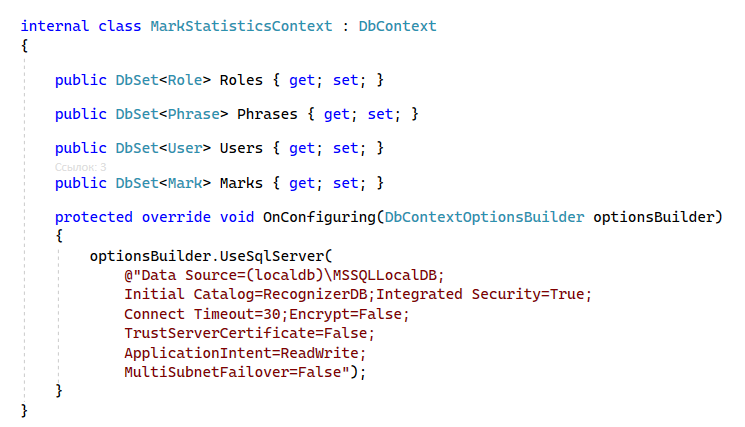 internal class MarkStatisticsContext : DbContext
{
public DbSet<Role> Roles { get; set; }
public DbSet<Phrase> Phrases { get; set; }
public DbSet<User> Users { get; set; }
Ссылок: 3
public DbSet<Mark> Marks { get; set; }
protected override void OnConfiguring(DbContextOptionsBuilder optionsBuilder)
{
optionsBuilder.UseSqlServer(
@"Data Source=(localdb)\MSSQLLocalDB;
Initial Catalog=RecognizerDB;Integrated Security=True;
Connect Timeout=30;Encrypt=False;
TrustServerCertificate=False;
ApplicationIntent=ReadWrite;
MultiSubnetFailover=False");
}
}